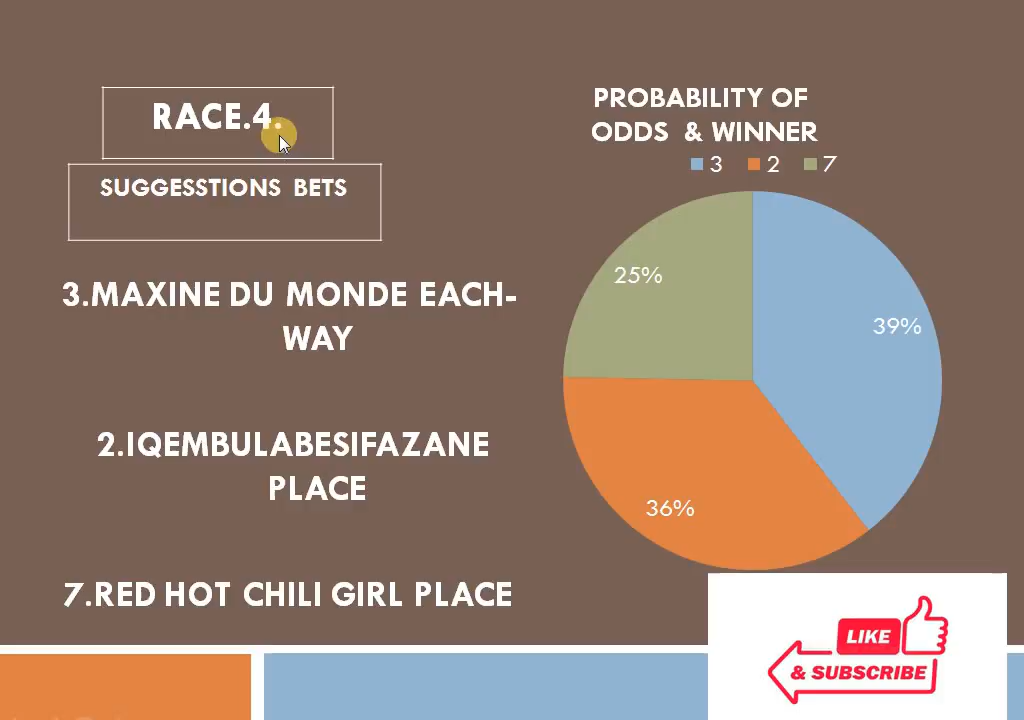 RACE.4.
SUGGESSTIONS BETS
3.MAXINE DU MONDE EACH-
WAY
2.IQEMBULABESIFAZANE
PLACE
7.RED HOT CHILI GIRL PLACE
PROBABILITY OF
ODDS & WINNER
3 2 7
25%
39%
36%
LIKE
& SUBSCRIBE